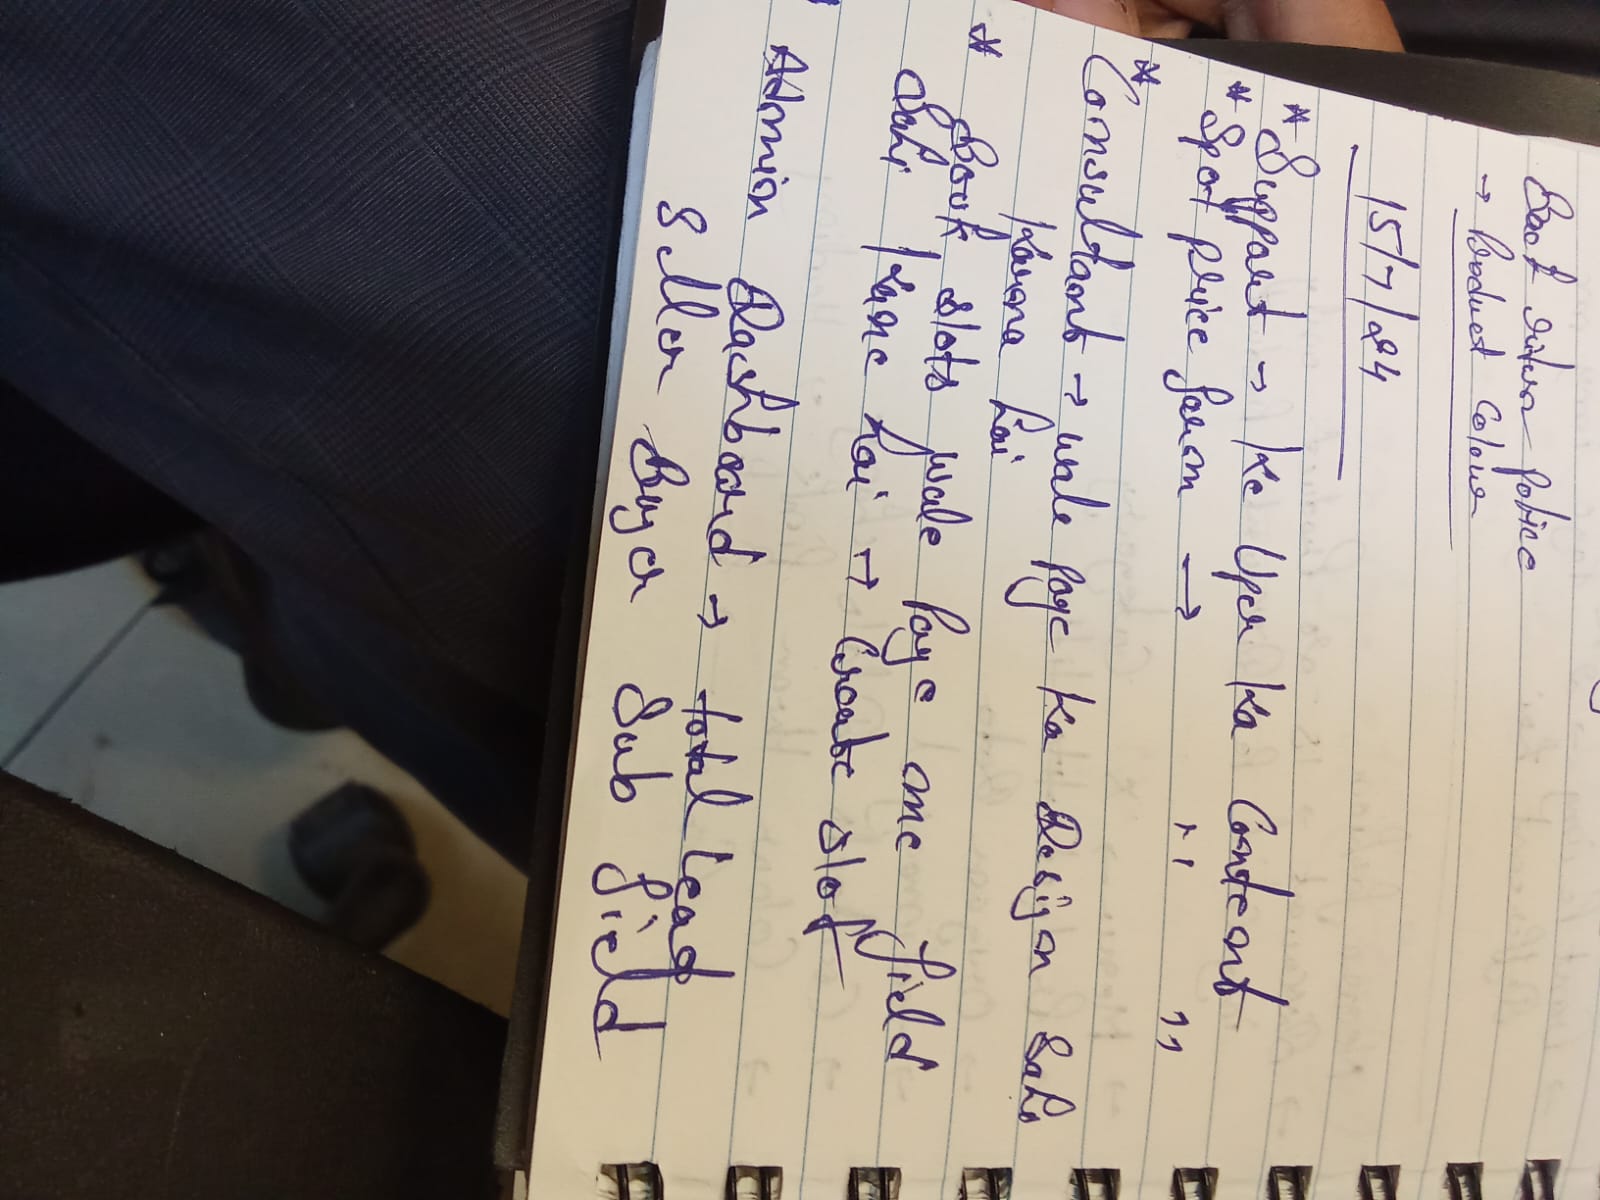 Back return police
→ Product Colour
15/7/24
* Support → Ke Uper Ka Content
* Spot price farm → '' ''
* Consultant → wale page Ka Design Sahi
Karna hai
* Book slots wale Page me field
Sahi Karne hai → Create slot
Admin Dashboard → total Lead
Seller Buyer Sub field